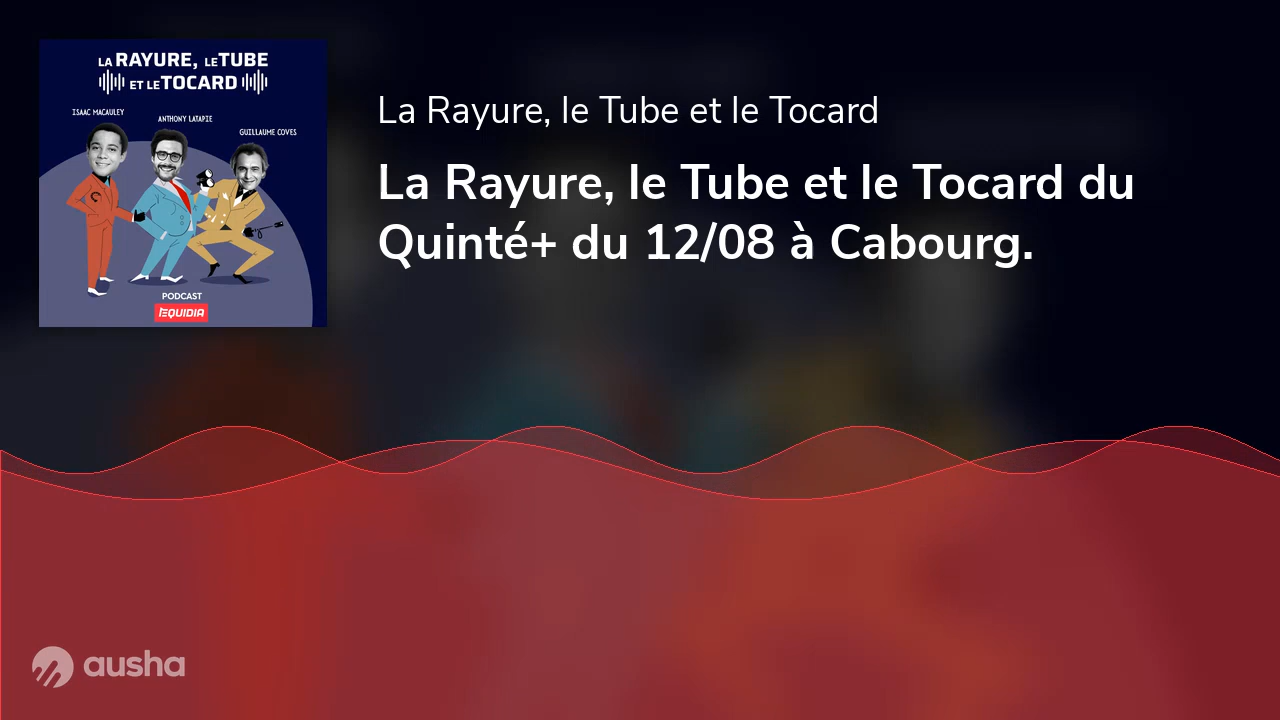 LA RAYURE, LE TUBE
ET LE TOCARD
ISAAC MACAULEY
ANTHONY LATAPIE
GUILLAUME COVES
PODCAST
EQUIDIA
La Rayure, le Tube et le Tocard
La Rayure, le Tube et le Tocard du
Quinté+ du 12/08 à Cabourg.
ausha